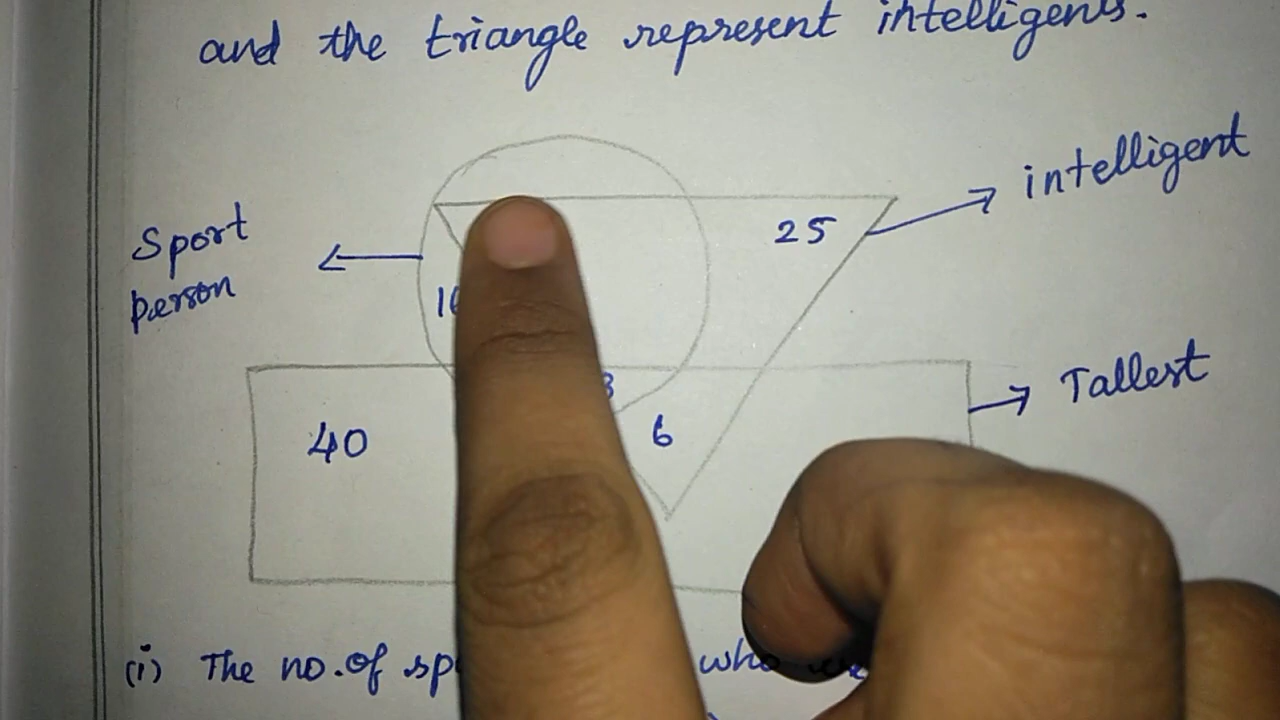 and the triangle represent intelligents.
intelligent
Sport
person
25
Tallest
40
6
(i) The no.of who